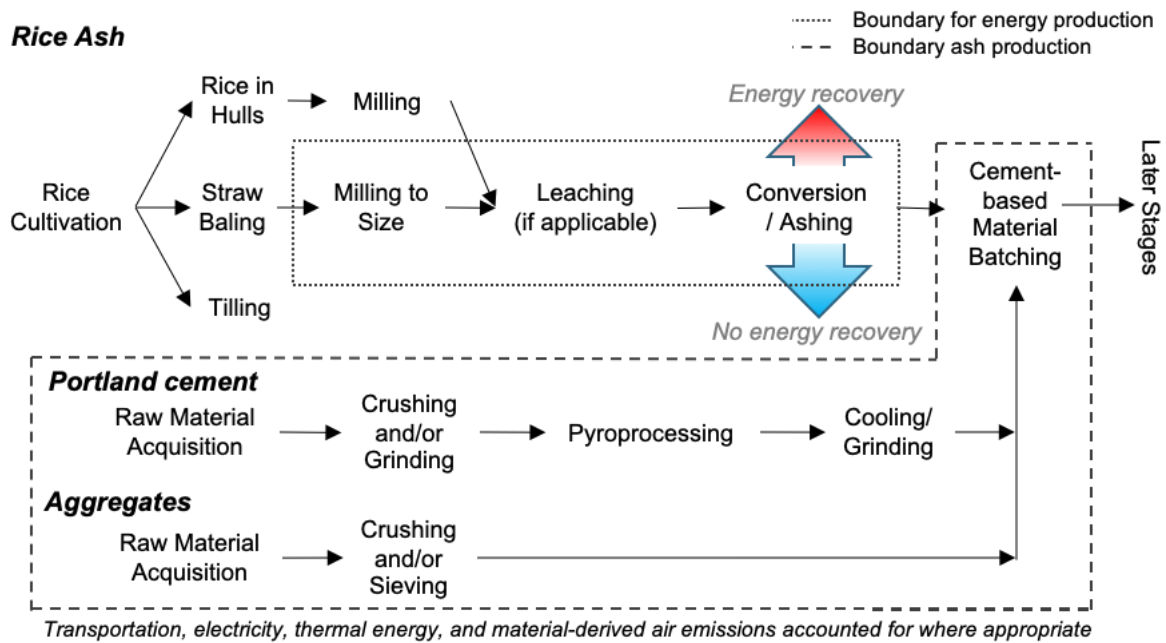 Rice Ash
Boundary for energy production
Boundary ash production
Rice in
Hulls
Milling
Energy recovery
Rice
Cultivation
Straw
Baling
Milling to
Size
Leaching
(if applicable)
Conversion
/ Ashing
Cement-
based
Material
Batching
Later Stages
Tilling
No energy recovery
Portland cement
Raw Material
Acquisition
Crushing
and/or
Grinding
Pyroprocessing
Cooling/
Grinding
Aggregates
Raw Material
Acquisition
Crushing
and/or
Sieving
Transportation, electricity, thermal energy, and material-derived air emissions accounted for where appropriate